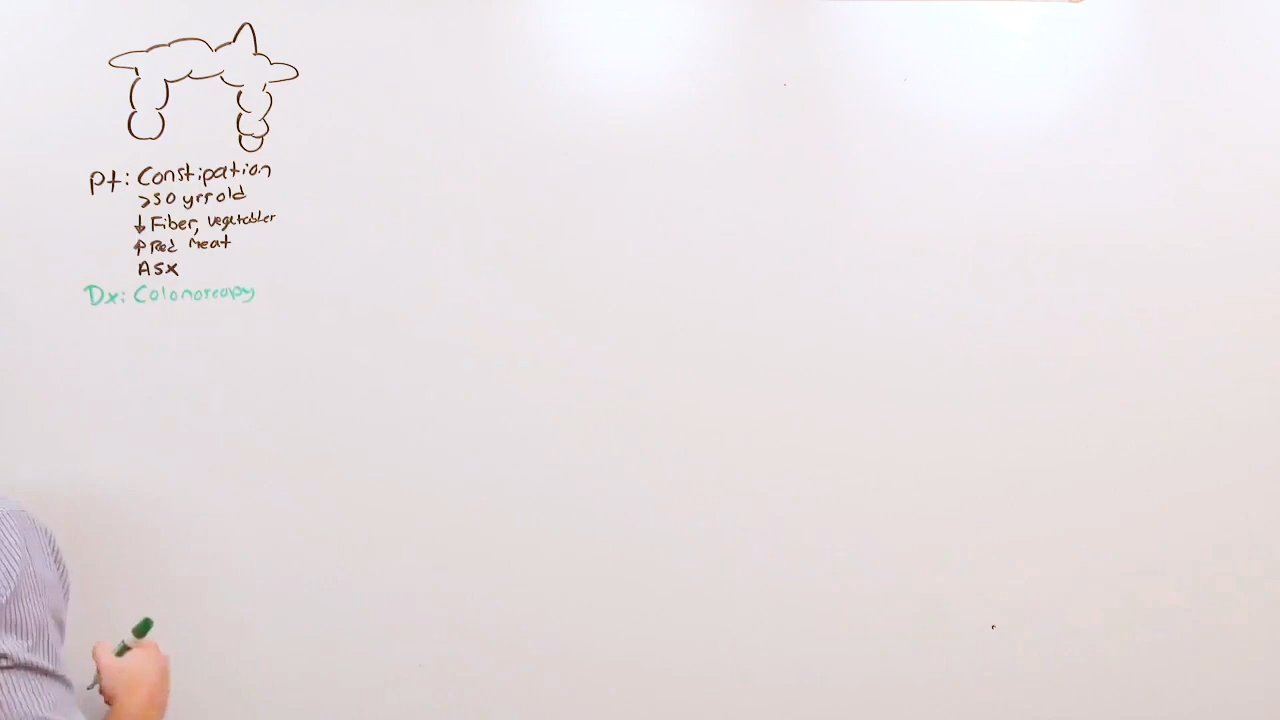 Pt: Constipation
>50 yrs old
↓ Fiber, vegetables
↑ Red Meat
ASX
Dx: Colonoscopy